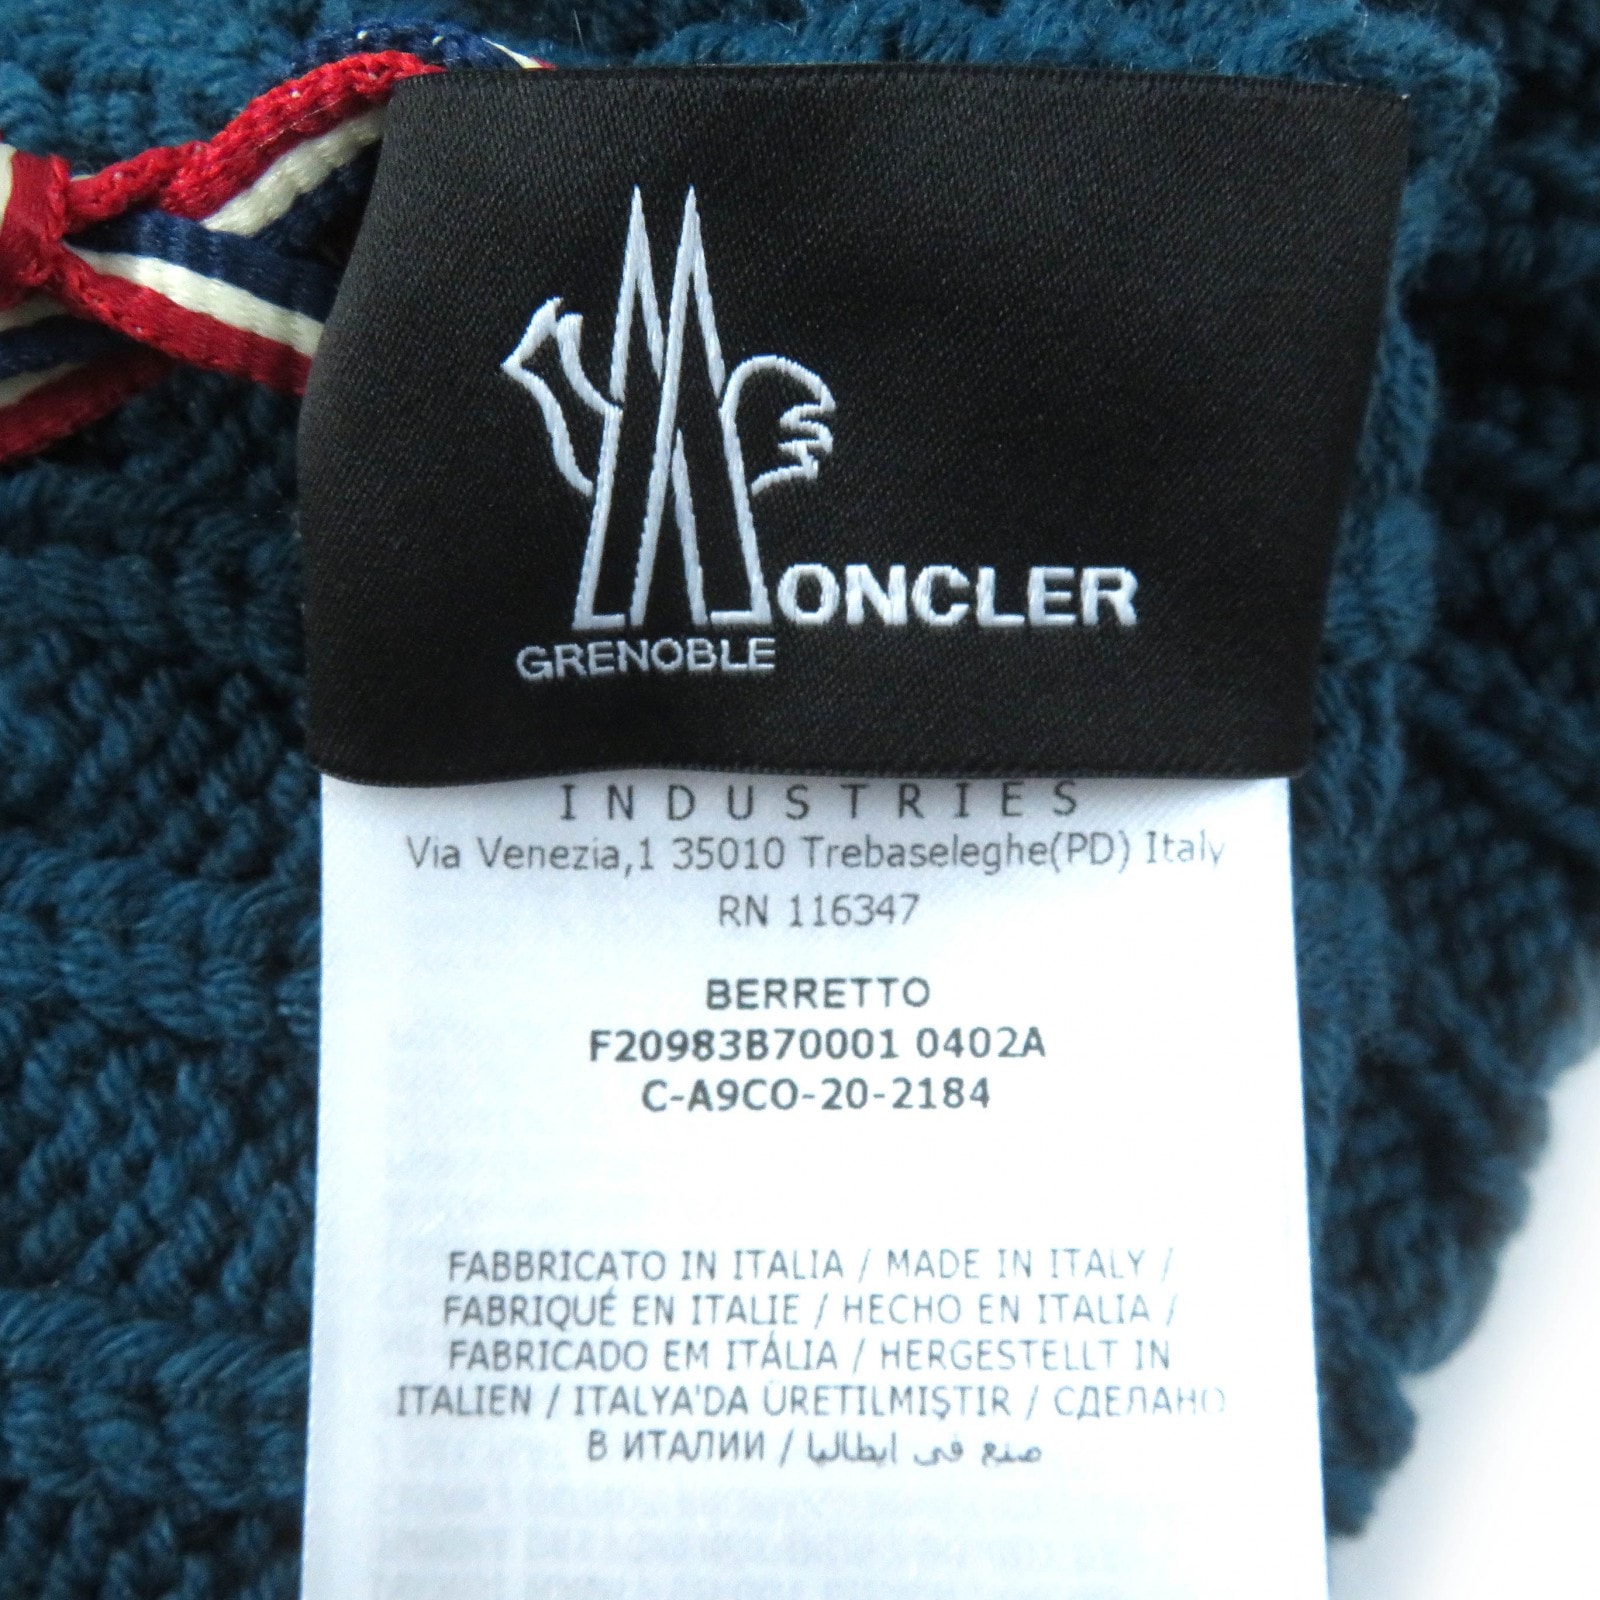 MONCLER
GRENOBLE
INDUSTRIES
Via Venezia,1 35010 Trebaseleghe(PD) Italy
RN 116347
BERRETTO
F20983B70001 0402A
C-A9CO-20-2184
FABBRICATO IN ITALIA / MADE IN ITALY /
FABRIQUÉ EN ITALIE / HECHO EN ITALIA /
FABRICADO EM ITÁLIA / HERGESTELLT IN
ITALIEN / ITALYA'DA ÜRETILMIŞTIR / СДЕЛАНО
В ИТАЛИИ / صنع في ايطاليا